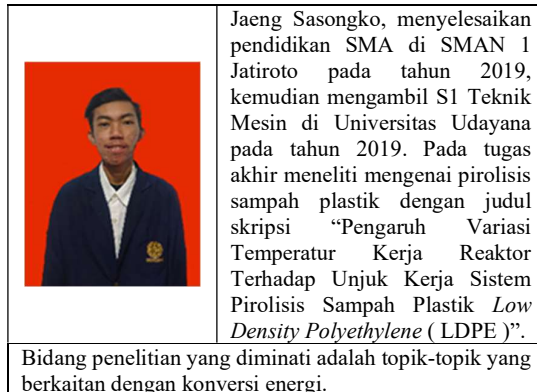 Jaeng Sasongko, menyelesaikan
pendidikan SMA di SMAN 1
Jatiroto pada tahun 2019,
kemudian mengambil S1 Teknik
Mesin di Universitas Udayana
pada tahun 2019. Pada tugas
akhir meneliti mengenai pirolisis
sampah plastik dengan judul
skripsi “Pengaruh Variasi
Temperatur Kerja Reaktor
Terhadap Unjuk Kerja Sistem
Pirolisis Sampah Plastik Low
Density Polyethylene ( LDPE )”.
Bidang penelitian yang diminati adalah topik-topik yang
berkaitan dengan konversi energi.